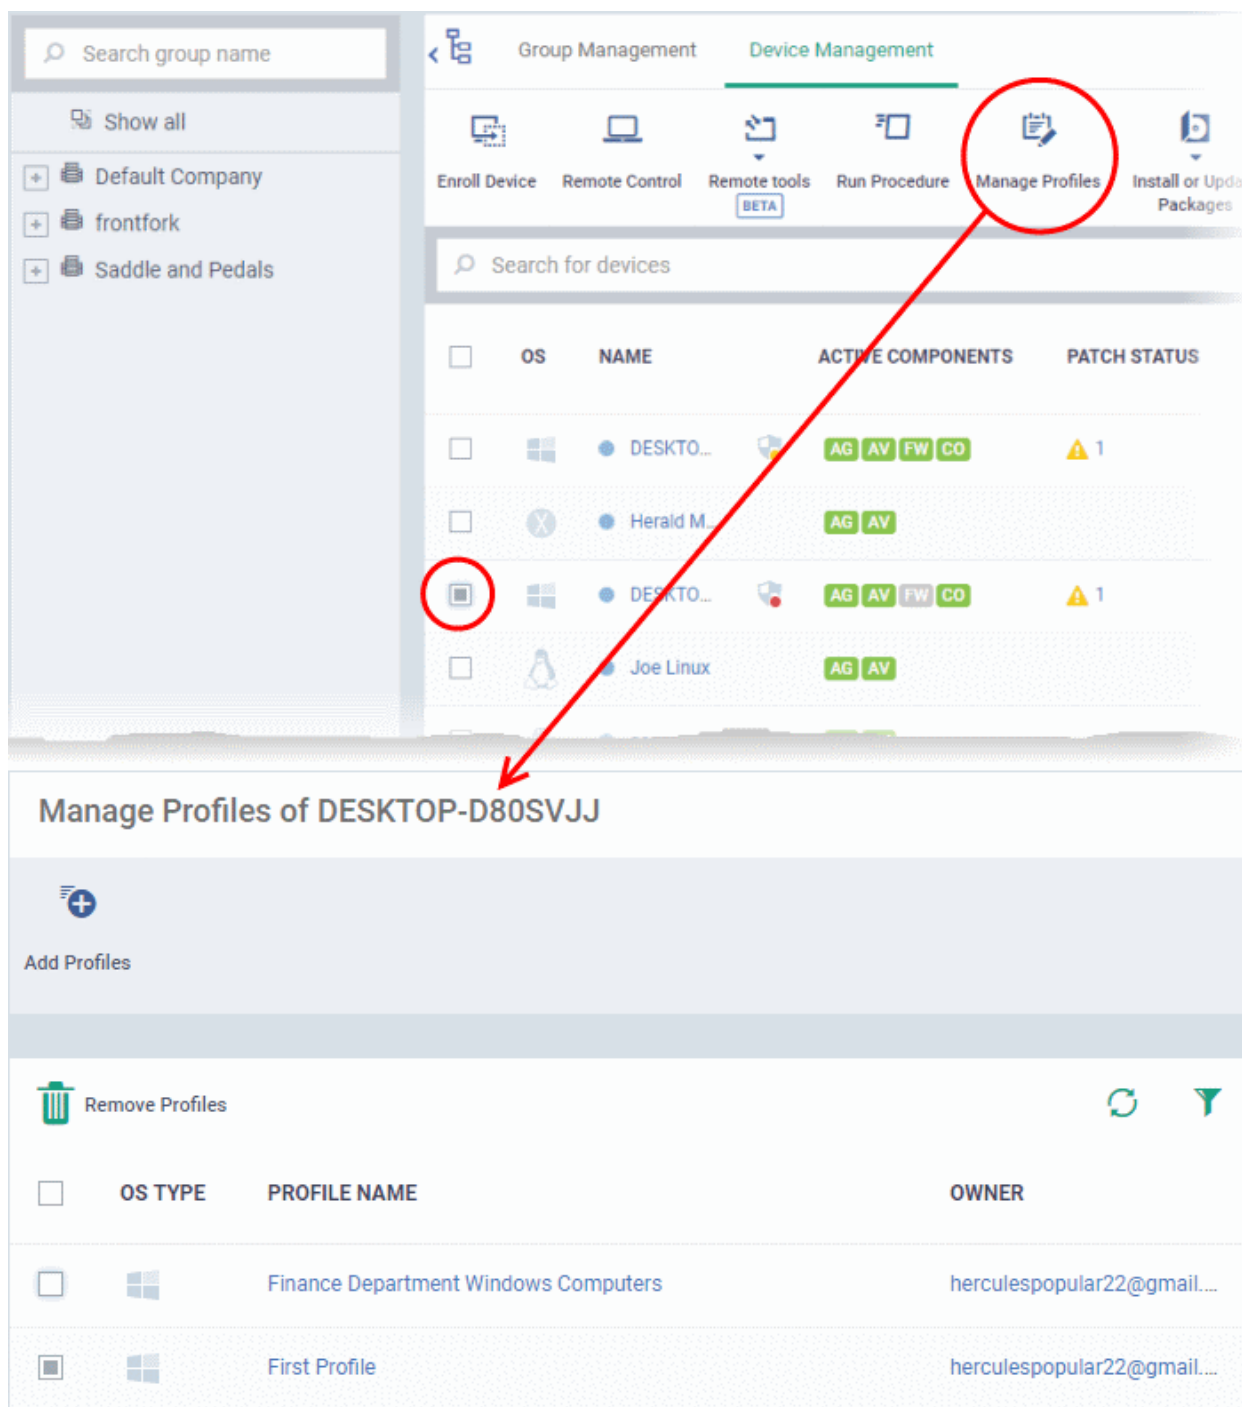 Search group name
Show all
Default Company
frontfork
Saddle and Pedals
Group Management Device Management
Enroll Device Remote Control Remote tools Run Procedure Manage Profiles Install or Upda
BETA Packages
Search for devices
OS NAME ACTIVE COMPONENTS PATCH STATUS
DESKTO... AG AV FW CO 1
Herald M... AG AV
DESKTO... AG AV FW CO 1
Joe Linux AG AV
Manage Profiles of DESKTOP-D80SVJJ
Add Profiles
Remove Profiles
OS TYPE PROFILE NAME OWNER
Finance Department Windows Computers herculespopular22@gmail....
First Profile herculespopular22@gmail....